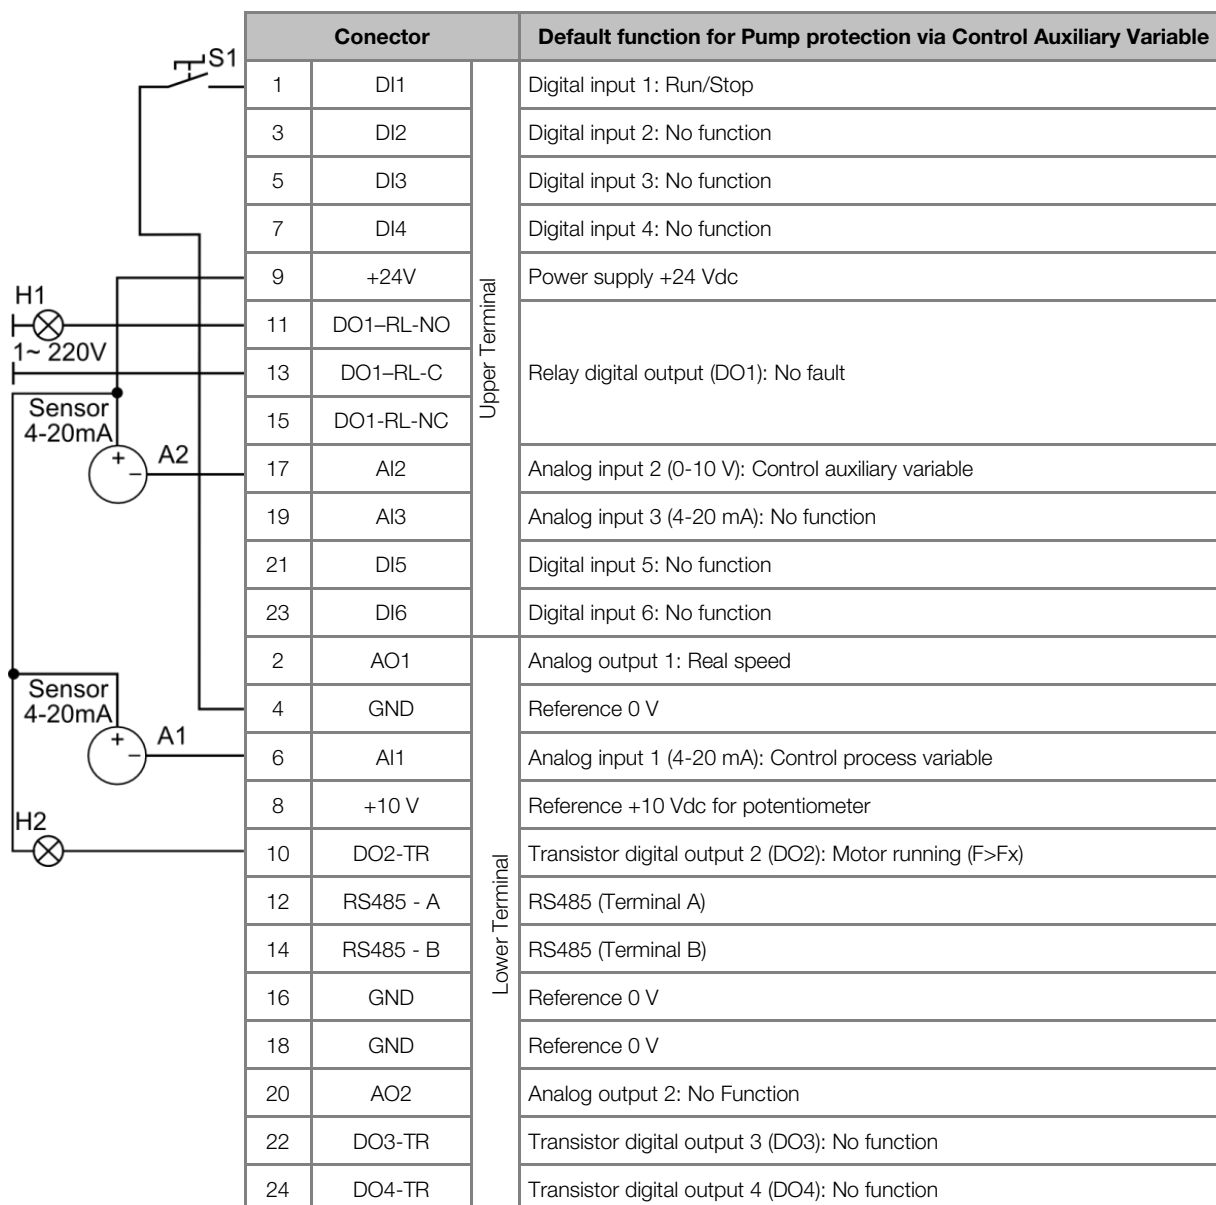 Conector Default function for Pump protection via Control Auxiliary Variable
S1
1 DI1 Digital input 1: Run/Stop
3 DI2 Digital input 2: No function
5 DI3 Digital input 3: No function
7 DI4 Digital input 4: No function
9 +24V Power supply +24 Vdc
Upper Terminal
H1
11 DO1–RL-NO
1~ 220V
13 DO1–RL-C Relay digital output (DO1): No fault
15 DO1-RL-NC
Sensor
4-20mA
+
−
A2
17 AI2 Analog input 2 (0-10 V): Control auxiliary variable
19 AI3 Analog input 3 (4-20 mA): No function
21 DI5 Digital input 5: No function
23 DI6 Digital input 6: No function
2 AO1 Analog output 1: Real speed
Sensor
4-20mA
4 GND Reference 0 V
+
−
A1
6 AI1 Analog input 1 (4-20 mA): Control process variable
8 +10 V Reference +10 Vdc for potentiometer
H2
10 DO2-TR Transistor digital output 2 (DO2): Motor running (F>Fx)
Lower Terminal
12 RS485 - A RS485 (Terminal A)
14 RS485 - B RS485 (Terminal B)
16 GND Reference 0 V
18 GND Reference 0 V
20 AO2 Analog output 2: No Function
22 DO3-TR Transistor digital output 3 (DO3): No function
24 DO4-TR Transistor digital output 4 (DO4): No function